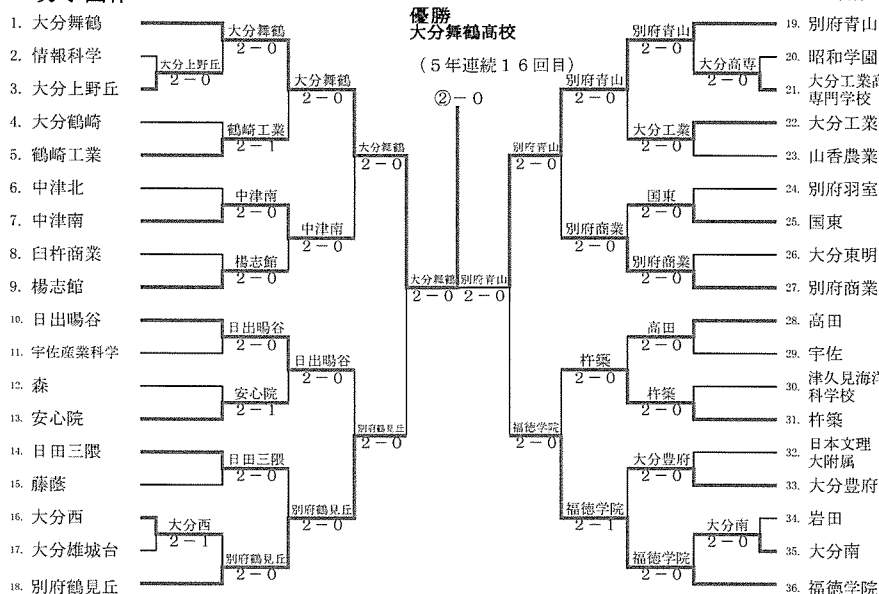 優勝
大分舞鶴高校
（５年連続１６回目）
②－0
1. 大分舞鶴
2. 情報科学
3. 大分上野丘
4. 大分鶴崎
5. 鶴崎工業
6. 中津北
7. 中津南
8. 臼杵商業
9. 楊志館
10. 日出暘谷
11. 宇佐産業科学
12. 森
13. 安心院
14. 日田三隈
15. 藤蔭
16. 大分西
17. 大分雄城台
18. 別府鶴見丘
大分上野丘
2－0
大分西
2－1
大分舞鶴
2－0
鶴崎工業
2－1
中津南
2－0
楊志館
2－0
日出暘谷
2－0
安心院
2－1
日田三隈
2－0
別府鶴見丘
2－0
大分舞鶴
2－0
中津南
2－0
日出暘谷
2－0
別府鶴見丘
2－0
大分舞鶴
2－0
別府鶴見丘
2－0
大分舞鶴
2－0
別府青山
2－0
別府青山
2－0
福徳学院
2－0
別府青山
2－0
別府商業
2－0
杵築
2－0
福徳学院
2－1
別府青山
2－0
大分工業
2－0
国東
2－0
別府商業
2－0
高田
2－0
杵築
2－0
大分豊府
2－0
福徳学院
2－0
大分高専
2－0
大分南
2－0
19. 別府青山
20. 昭和学園
21. 大分工業高
専門学校
22. 大分工業
23. 山香農業
24. 別府羽室
25. 国東
26. 大分東明
27. 別府商業
28. 高田
29. 宇佐
30. 津久見海洋
科学校
31. 杵築
32. 日本文理
大附属
33. 大分豊府
34. 岩田
35. 大分南
36. 福徳学院